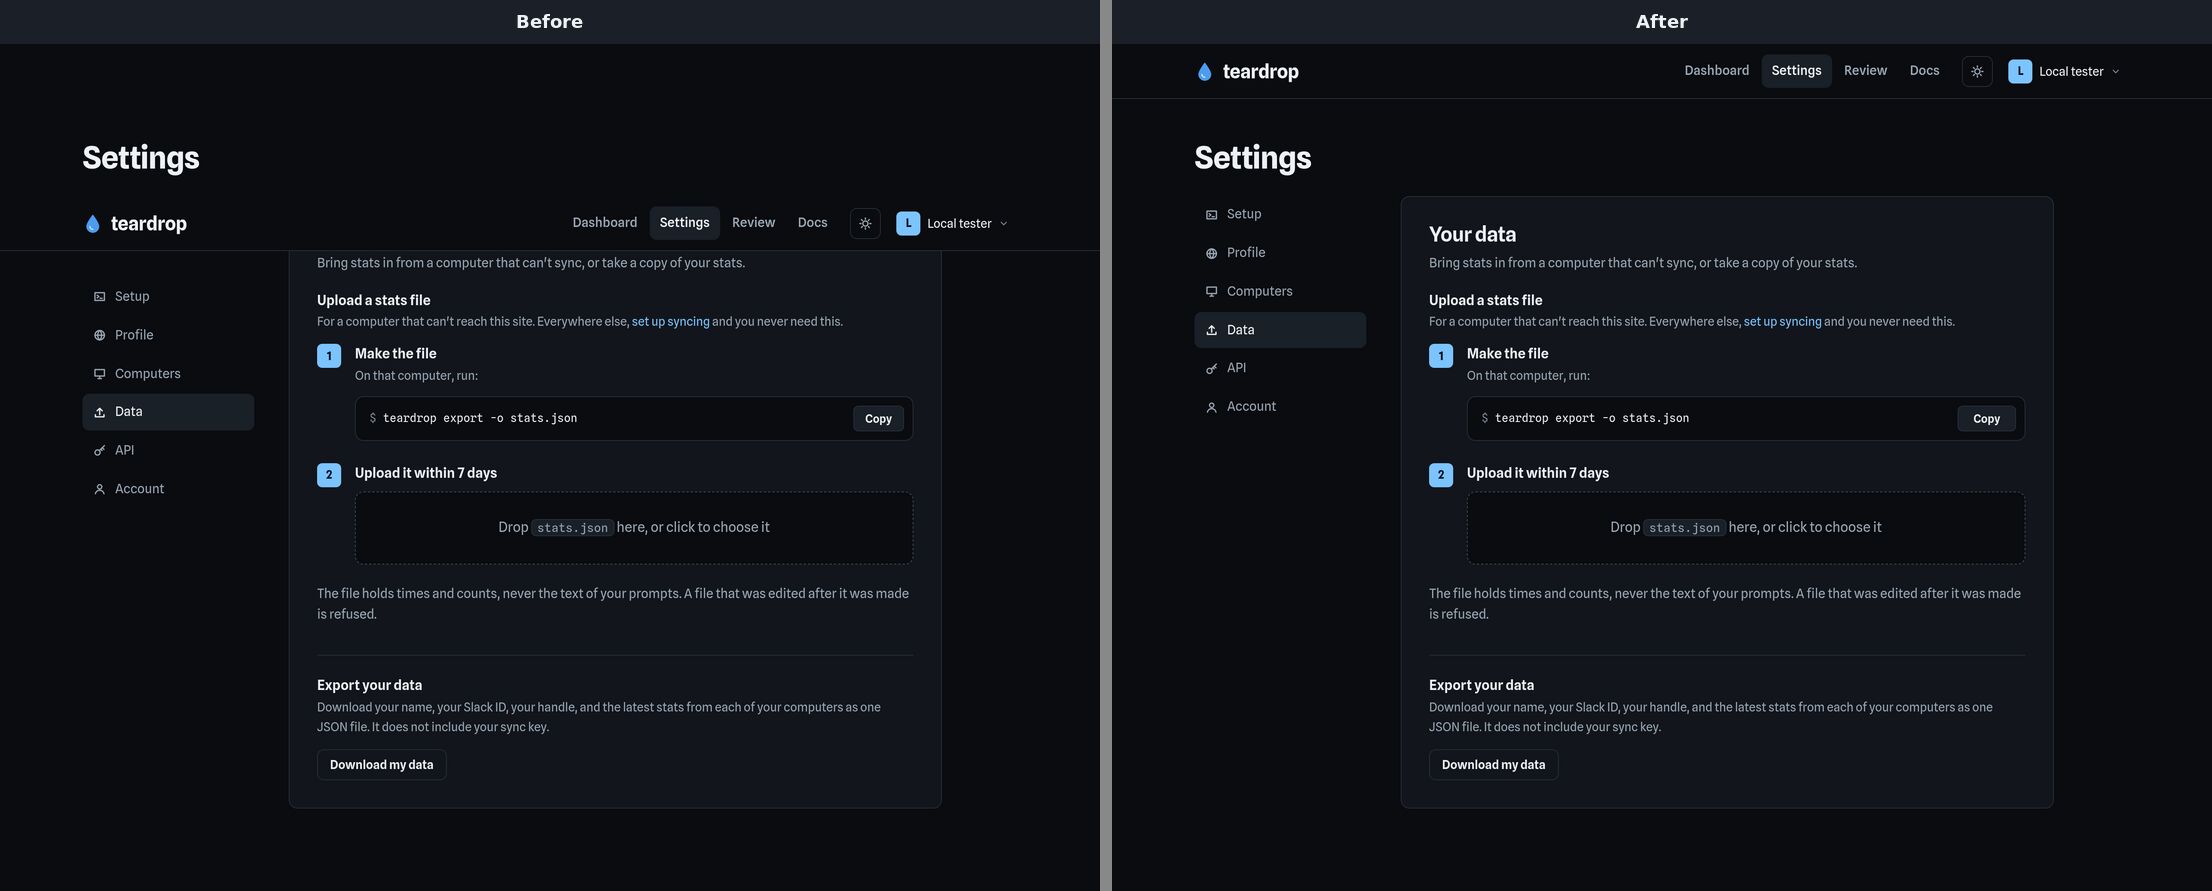 Before
Settings
teardrop
Dashboard Settings Review Docs L Local tester
Setup
Profile
Computers
Data
API
Account
Bring stats in from a computer that can't sync, or take a copy of your stats.
Upload a stats file
For a computer that can't reach this site. Everywhere else, set up syncing and you never need this.
1 Make the file
On that computer, run:
$ teardrop export -o stats.json Copy
2 Upload it within 7 days
Drop stats.json here, or click to choose it
The file holds times and counts, never the text of your prompts. A file that was edited after it was made
is refused.
Export your data
Download your name, your Slack ID, your handle, and the latest stats from each of your computers as one
JSON file. It does not include your sync key.
Download my data
After
teardrop
Dashboard Settings Review Docs L Local tester
Settings
Setup
Profile
Computers
Data
API
Account
Your data
Bring stats in from a computer that can't sync, or take a copy of your stats.
Upload a stats file
For a computer that can't reach this site. Everywhere else, set up syncing and you never need this.
1 Make the file
On that computer, run:
$ teardrop export -o stats.json Copy
2 Upload it within 7 days
Drop stats.json here, or click to choose it
The file holds times and counts, never the text of your prompts. A file that was edited after it was made
is refused.
Export your data
Download your name, your Slack ID, your handle, and the latest stats from each of your computers as one
JSON file. It does not include your sync key.
Download my data